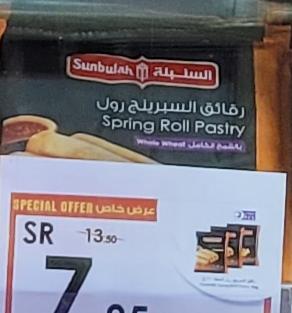 Sunbulah السنبلة
رقائق السبرينج رول
Spring Roll Pastry
Whole Wheat بالقمح الكامل
SPECIAL OFFER عرض خاص
SR 13.50
7